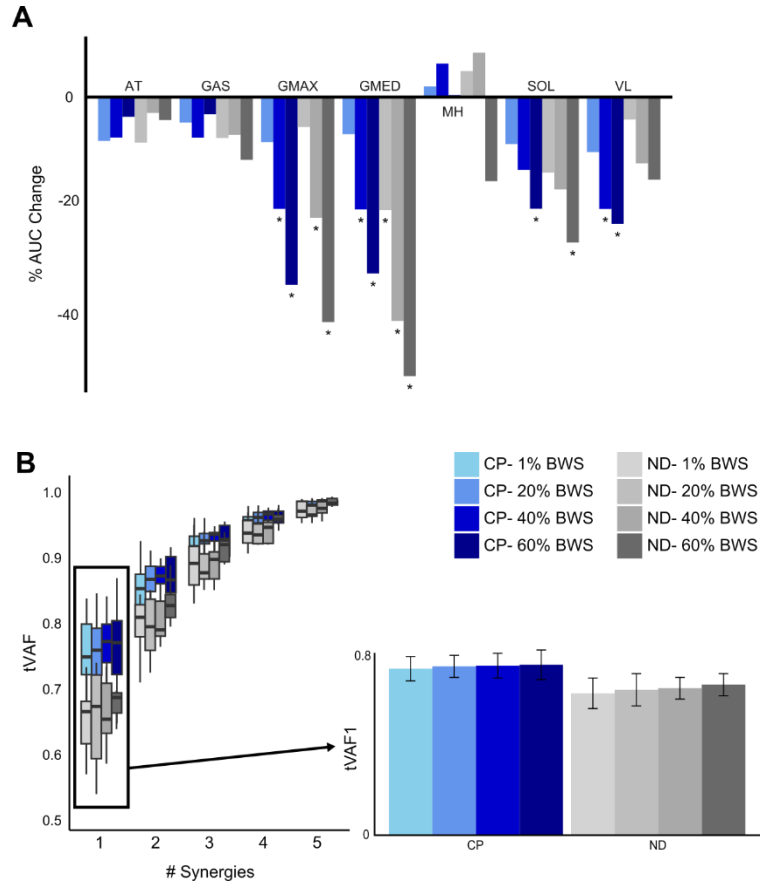 A
% AUC Change
0
-20
-40
AT
GAS
GMAX
GMED
MH
SOL
VL
*
*
*
*
*
*
*
*
*
*
*
*
*
B
CP- 1% BWS
CP- 20% BWS
CP- 40% BWS
CP- 60% BWS
ND- 1% BWS
ND- 20% BWS
ND- 40% BWS
ND- 60% BWS
tVAF
1.0
0.9
0.8
0.7
0.6
0.5
1 2 3 4 5
# Synergies
tVAF1
0.8
0
CP ND